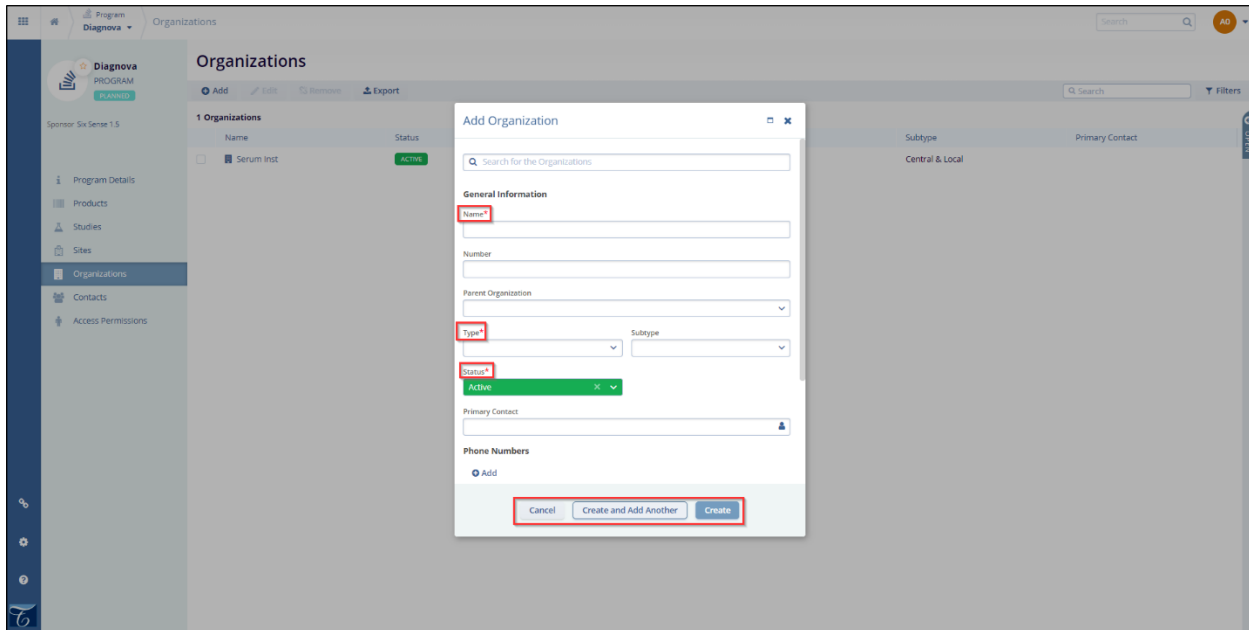 Program
Diagnova
Organizations
Search
AO
Diagnova
PROGRAM
PLANNED
Sponsor Six Sense 1.5
Program Details
Products
Studies
Sites
Organizations
Contacts
Access Permissions
Organizations
Add Edit Remove Export
Search
Filters
1 Organizations
Name Status Subtype Primary Contact
Serum Inst ACTIVE Central & Local
OPEN
Add Organization
Search for the Organizations
General Information
Name*
Number
Parent Organization
Type* Subtype
Status*
Active
Primary Contact
Phone Numbers
Add
Cancel Create and Add Another Create